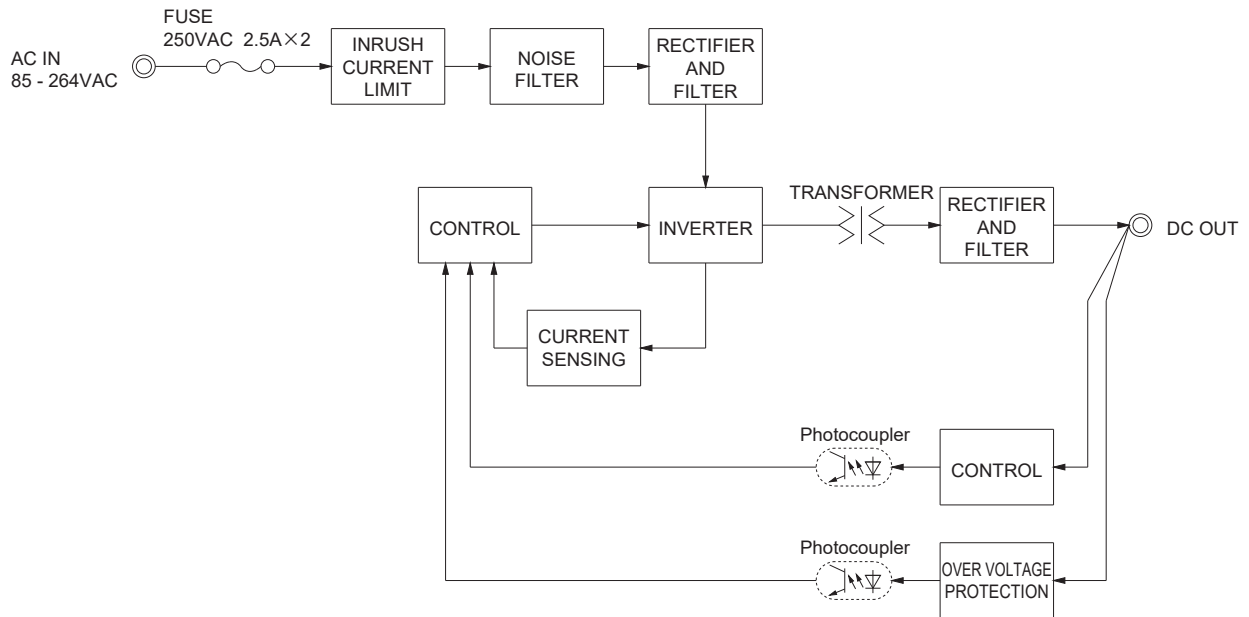 FUSE
250VAC 2.5A×2
AC IN
85 - 264VAC
INRUSH
CURRENT
LIMIT
NOISE
FILTER
RECTIFIER
AND
FILTER
CONTROL
INVERTER
TRANSFORMER
RECTIFIER
AND
FILTER
DC OUT
CURRENT
SENSING
Photocoupler
CONTROL
Photocoupler
OVER VOLTAGE
PROTECTION